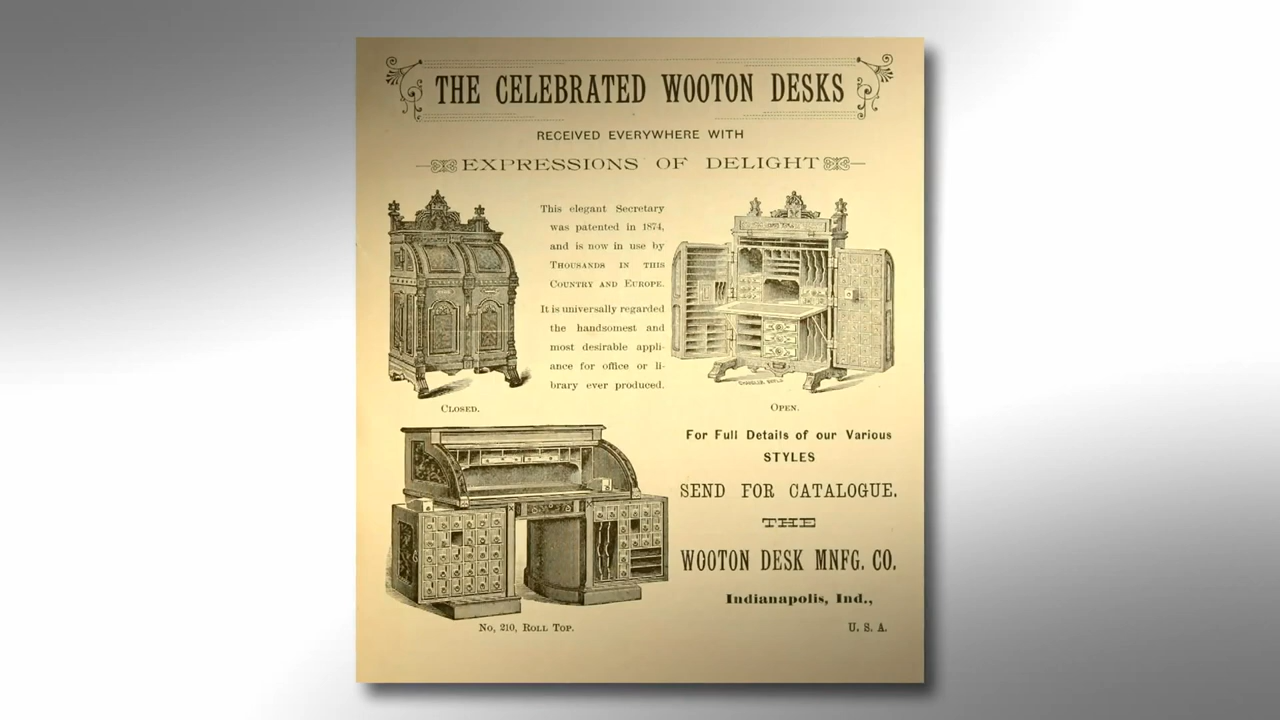 THE CELEBRATED WOOTON DESKS
RECEIVED EVERYWHERE WITH
EXPRESSIONS OF DELIGHT
This elegant Secretary
was patented in 1874,
and is now in use by
THOUSANDS IN THIS
COUNTRY AND EUROPE.
It is universally regarded
the handsomest and
most desirable appli-
ance for office or li-
brary ever produced.
CLOSED.
OPEN.
For Full Details of our Various
STYLES
SEND FOR CATALOGUE.
THE
WOOTON DESK MNFG. CO.
Indianapolis, Ind.,
U. S. A.
No, 210, ROLL TOP.